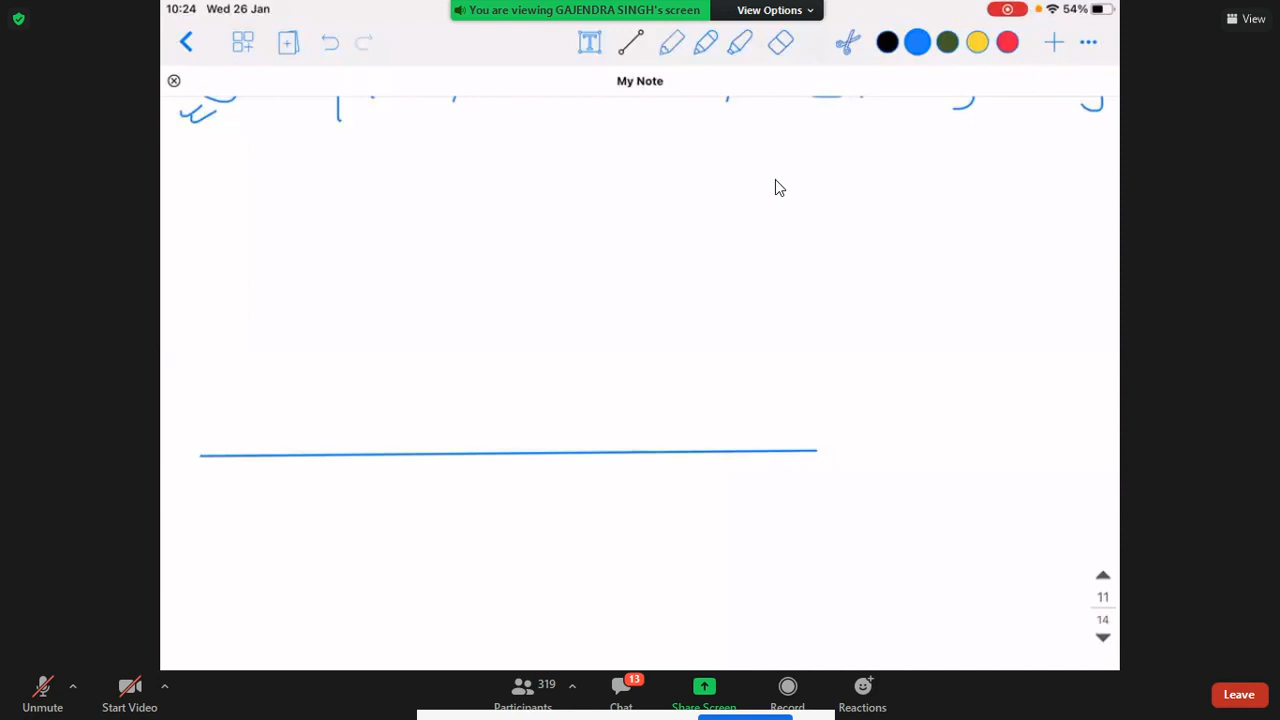 10:24 Wed 26 Jan
You are viewing GAJENDRA SINGH's screen
View Options
54%
View
My Note
11
14
Unmute
Start Video
319
Participants
13
Chat
Share Screen
Record
Reactions
Leave